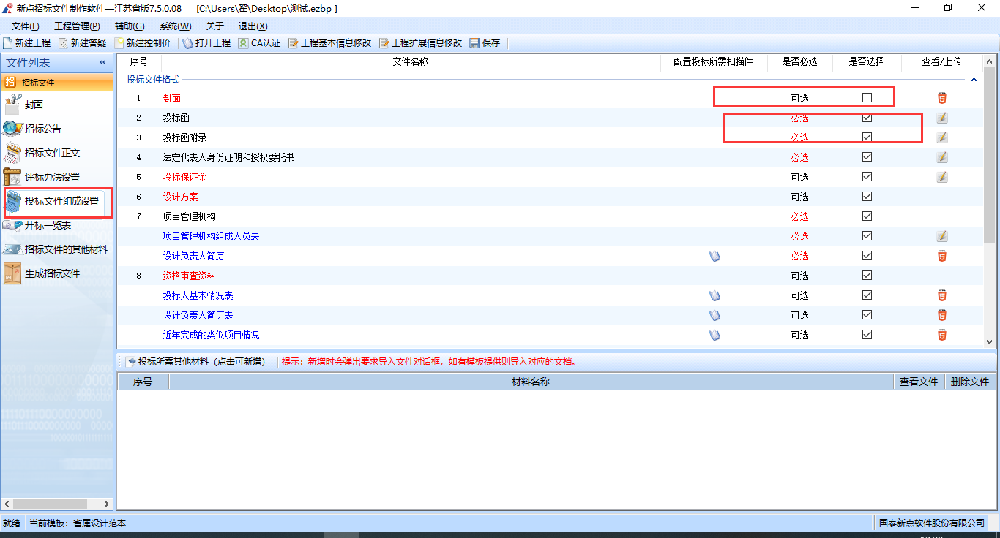 新点招标文件制作软件—江苏省版7.5.0.08 [C:\Users\翟\Desktop\测试.ezbp ]
文件(F) 工程管理(P) 辅助(G) 系统(W) 关于 退出(X)
新建工程 新建答疑 新建控制价 打开工程 CA认证 工程基本信息修改 工程扩展信息修改 保存
文件列表 «
招 招标文件
封面
招标公告
招标文件正文
评标办法设置
投标文件组成设置
开标一览表
招标文件的其他材料
生成招标文件
序号 文件名称 配置投标所需扫描件 是否必选 是否选择 查看/上传
投标文件格式
1 封面 可选
2 投标函 必选
3 投标函附录 必选
4 法定代表人身份证明和授权委托书 必选
5 投标保证金 可选
6 设计方案 可选
7 项目管理机构 必选
项目管理机构组成人员表 必选
设计负责人简历 必选
8 资格审查资料 可选
投标人基本情况表 可选
设计负责人简历表 可选
近年完成的类似项目情况 可选
投标所需其他材料（点击可新增） 提示：新增时会弹出要求导入文件对话框，如有模板提供则导入对应的文档。
序号 材料名称 查看文件 删除文件
就绪 当前模板：省属设计范本 国泰新点软件股份有限公司